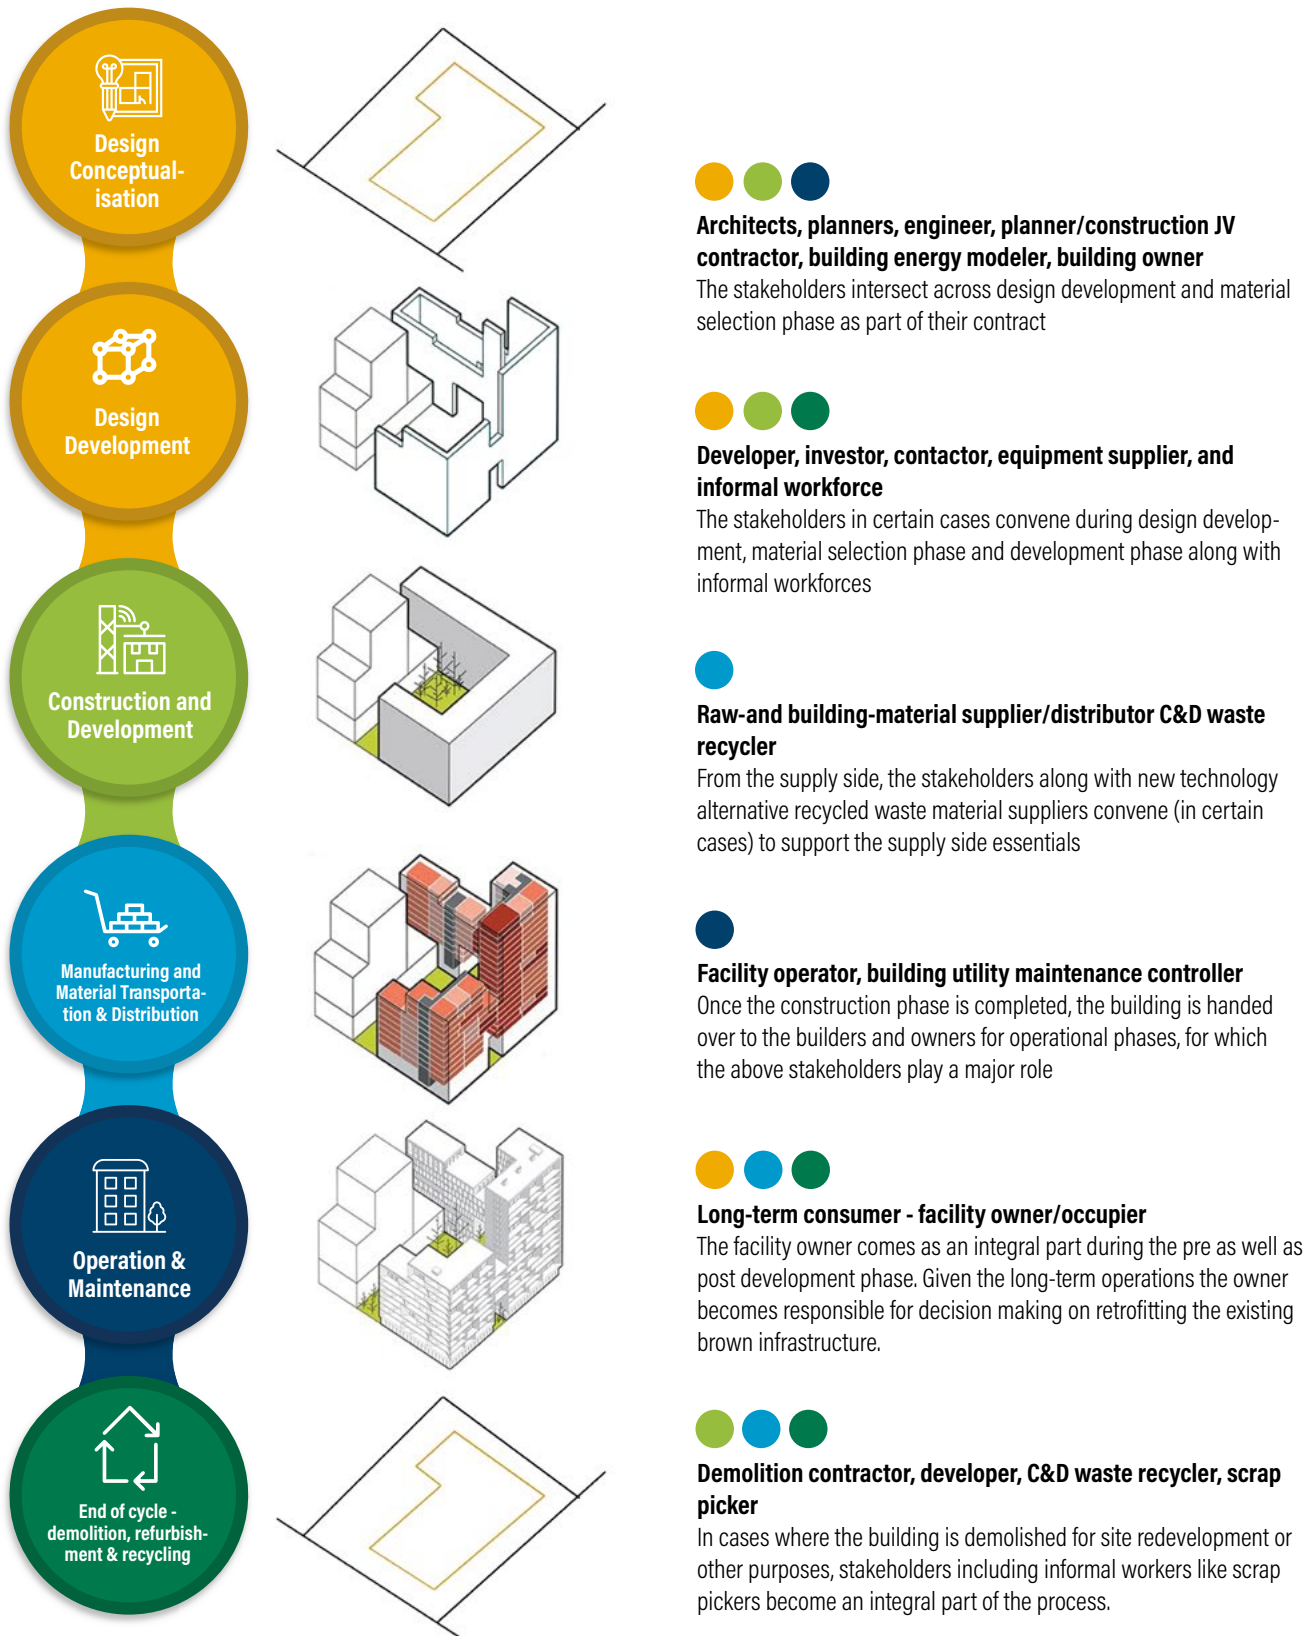 Design
Conceptual-
isation
Design
Development
Construction and
Development
Manufacturing and
Material Transporta-
tion & Distribution
Operation &
Maintenance
End of cycle -
demolition, refurbish-
ment & recycling
Architects, planners, engineer, planner/construction JV
contractor, building energy modeler, building owner
The stakeholders intersect across design development and material
selection phase as part of their contract
Developer, investor, contactor, equipment supplier, and
informal workforce
The stakeholders in certain cases convene during design develop-
ment, material selection phase and development phase along with
informal workforces
Raw-and building-material supplier/distributor C&D waste
recycler
From the supply side, the stakeholders along with new technology
alternative recycled waste material suppliers convene (in certain
cases) to support the supply side essentials
Facility operator, building utility maintenance controller
Once the construction phase is completed, the building is handed
over to the builders and owners for operational phases, for which
the above stakeholders play a major role
Long-term consumer - facility owner/occupier
The facility owner comes as an integral part during the pre as well as
post development phase. Given the long-term operations the owner
becomes responsible for decision making on retrofitting the existing
brown infrastructure.
Demolition contractor, developer, C&D waste recycler, scrap
picker
In cases where the building is demolished for site redevelopment or
other purposes, stakeholders including informal workers like scrap
pickers become an integral part of the process.